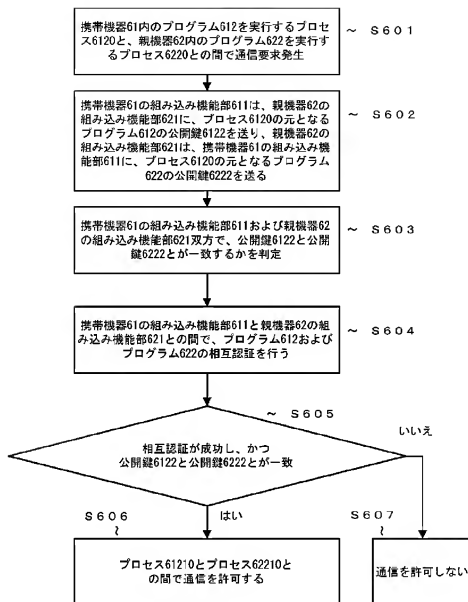 携帯機器61内のプログラム612を実行するプロセ
ス6120と、親機器62内のプログラム622を実行す
るプロセス6220との間で通信要求発生
~ S601
携帯機器61の組み込み機能部611は、親機器62の
組み込み機能部621に、プロセス6120の元となる
プログラム612の公開鍵6122を送り、親機器62の
組み込み機能部621は、携帯機器61の組み込み機
能部611に、プロセス6120の元となるプログラム
622の公開鍵6222を送る
~ S602
携帯機器61の組み込み機能部611および親機器62
の組み込み機能部621双方で、公開鍵6122と公開
鍵6222とが一致するかを判定
~ S603
携帯機器61の組み込み機能部611と親機器62の組
み込み機能部621との間で、プログラム612および
プログラム622の相互認証を行う
~ S604
~ S605
相互認証が成功し、かつ
公開鍵6122と公開鍵6222とが一致
いいえ
はい
S606
~
プロセス61210とプロセス62210と
の間で通信を許可する
S607
~
通信を許可しない